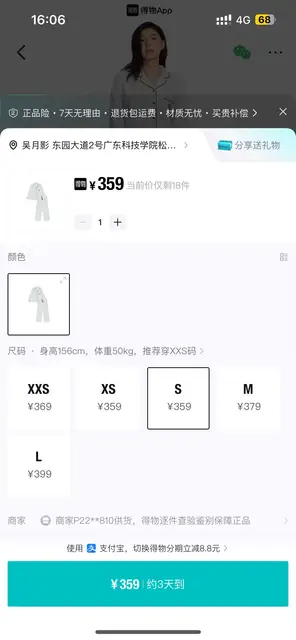 16:06
4G 68
得物 得物App
正品险・7天无理由・退货包运费・材质无忧・买贵补偿
吴月影 东园大道2号广东科技学院松...
分享送礼物
得物 ¥359 当前价仅剩18件
1
颜色
尺码 · 身高156cm，体重50kg，推荐穿XXS码
XXS
¥369
XS
¥359
S
¥359
M
¥379
L
¥399
商家 商家P22**810供货，得物逐件查验鉴别保障正品
使用 支付宝，切换得物分期立减8.8元
¥359 约3天到